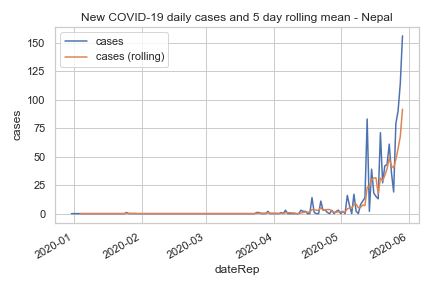 New COVID-19 daily cases and 5 day rolling mean - Nepal
cases
cases (rolling)
150
125
100
75
50
25
0
cases
2020-01
2020-02
2020-03
2020-04
2020-05
2020-06
dateRep